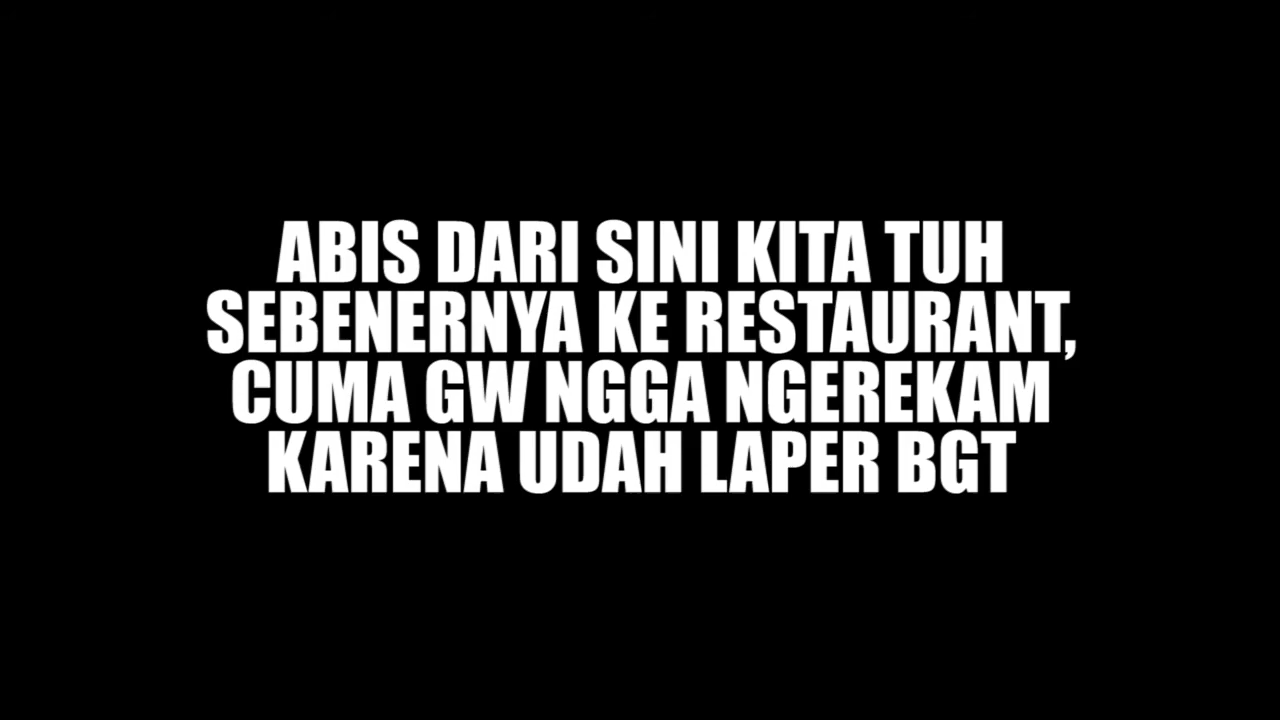 ABIS DARI SINI KITA TUH
SEBENERNYA KE RESTAURANT,
CUMA GW NGGA NGEREKAM
KARENA UDAH LAPER BGT